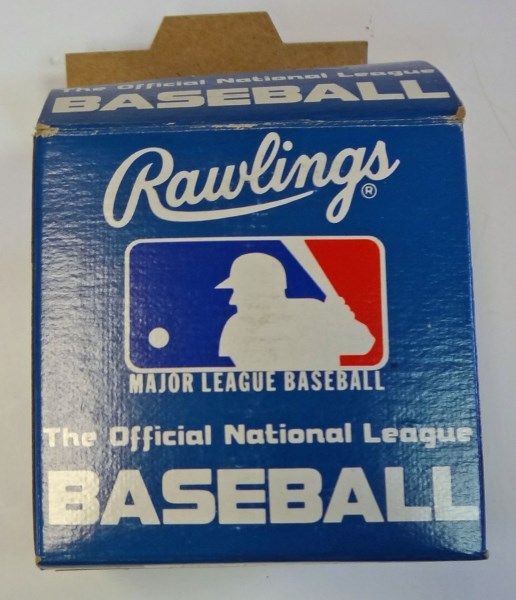 The Official National League
BASEBALL
Rawlings®
MAJOR LEAGUE BASEBALL
The Official National League
BASEBALL